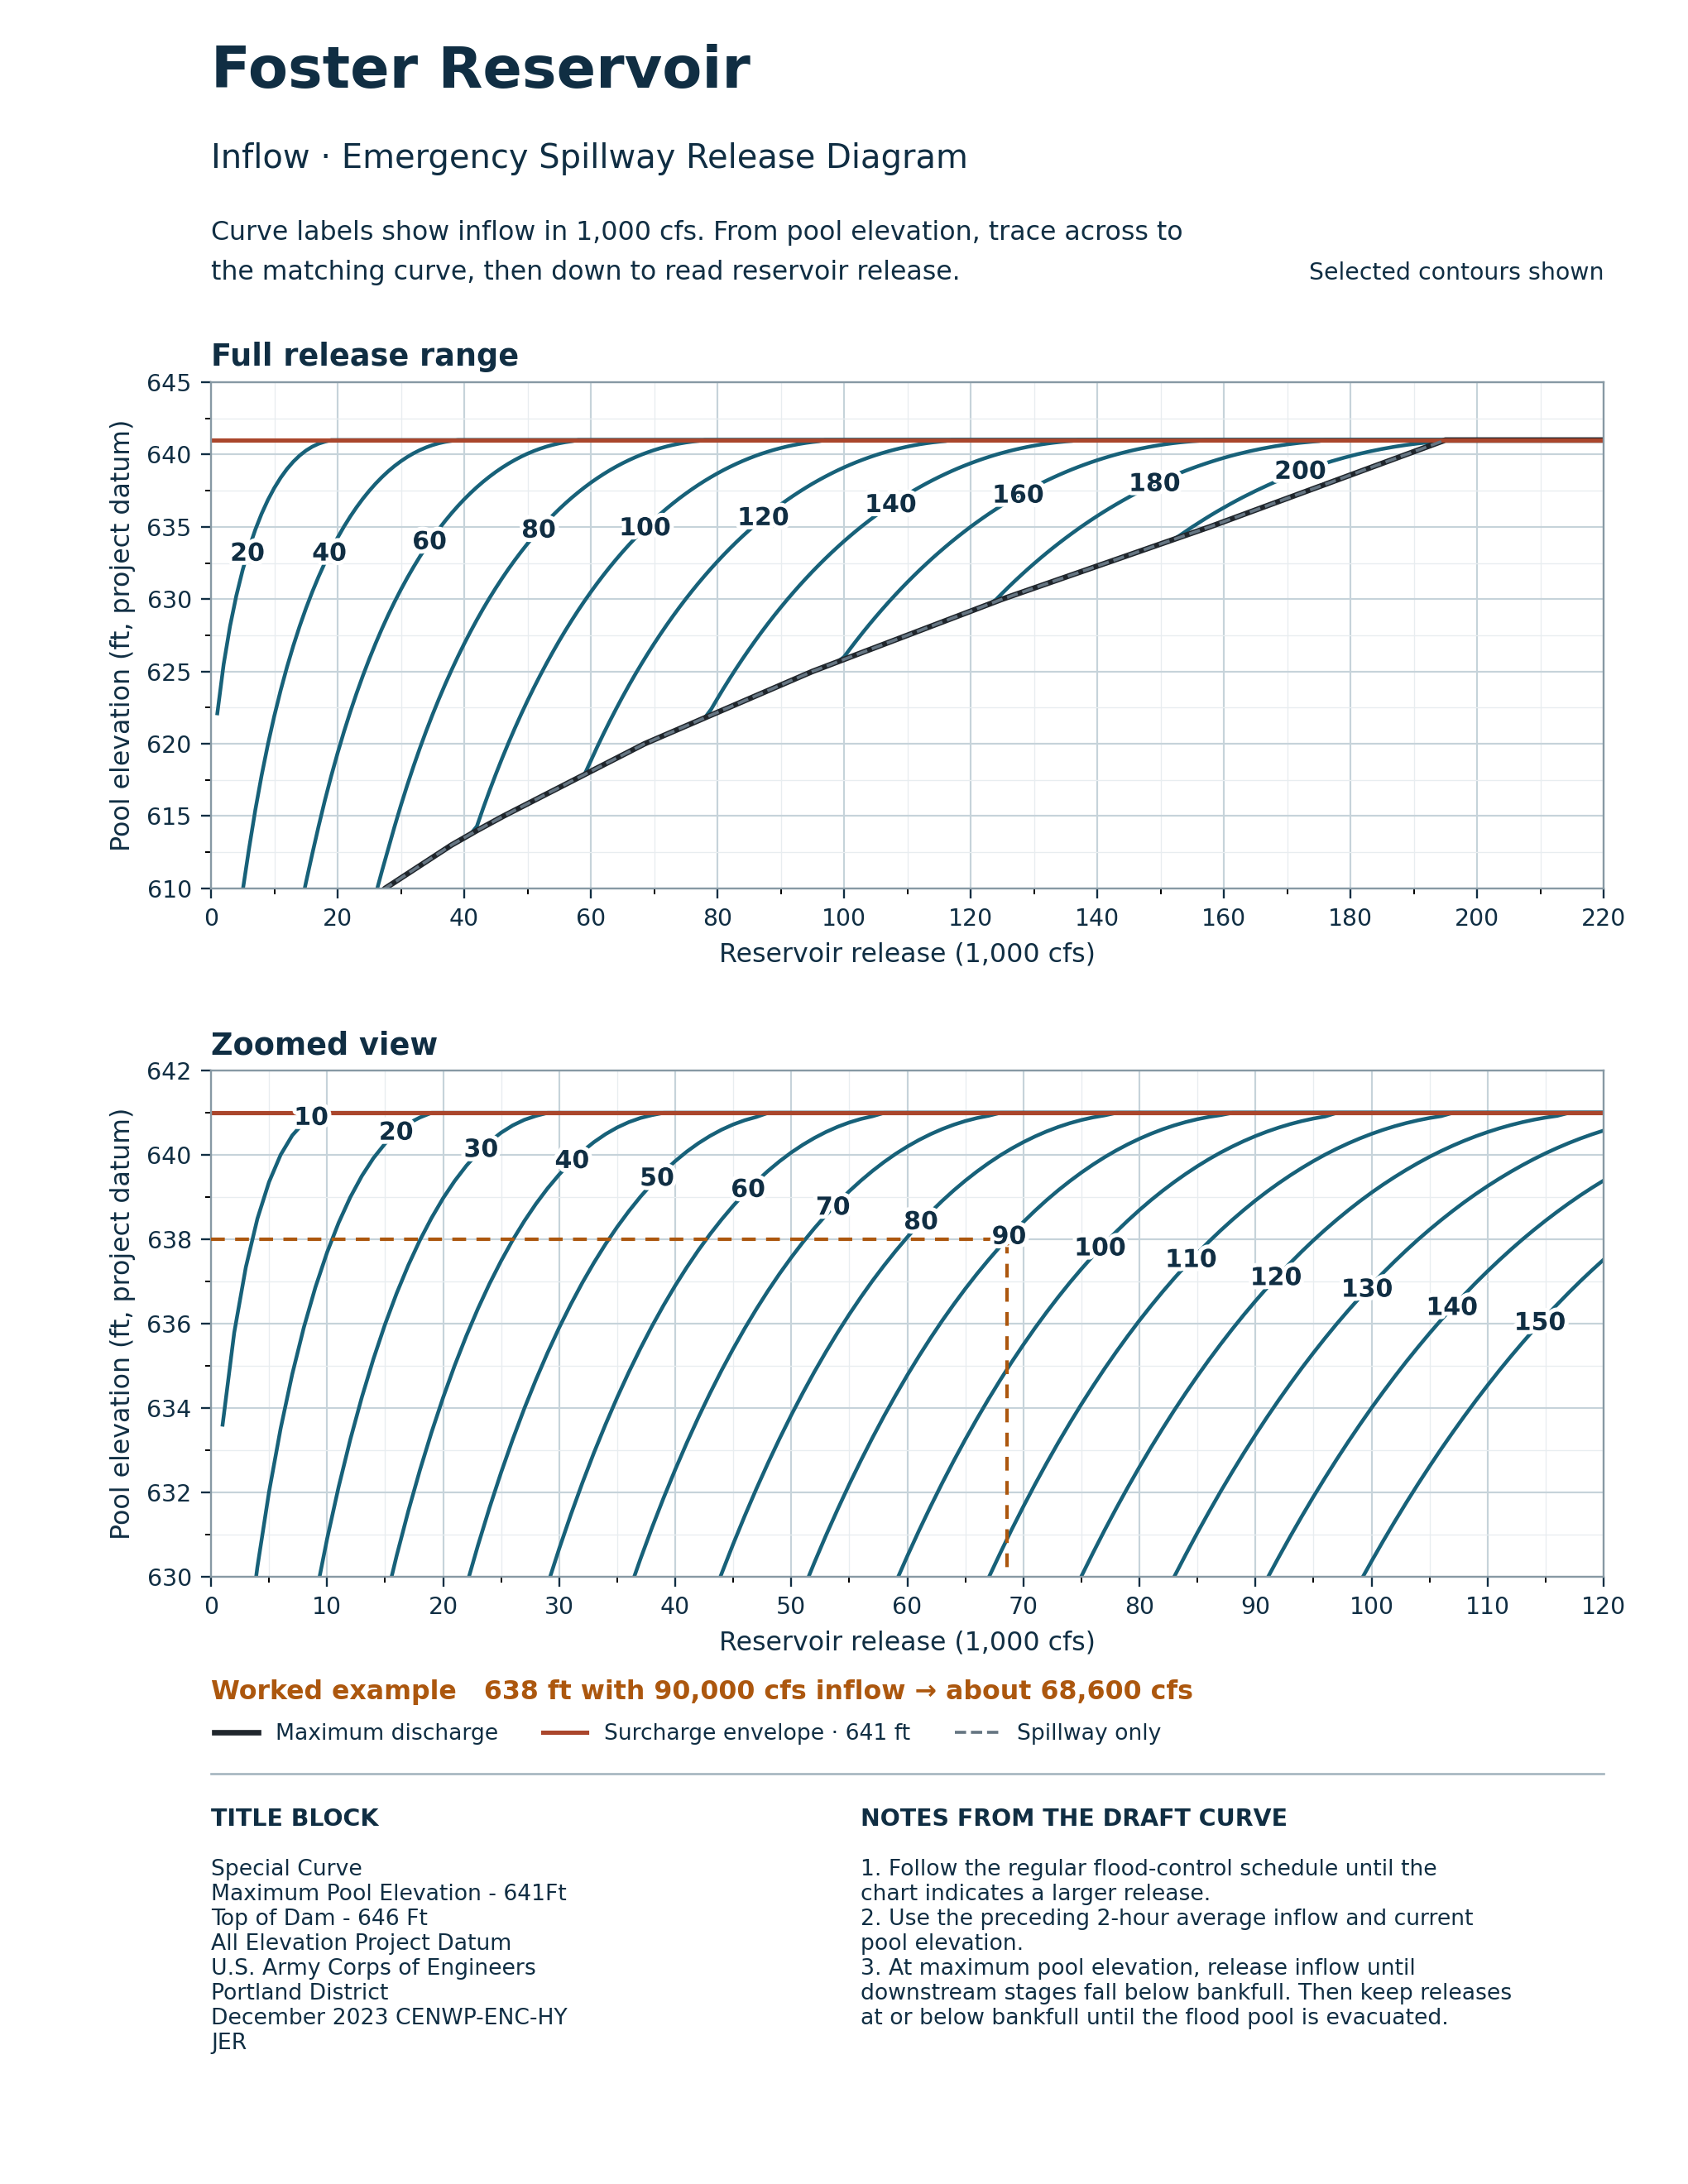 Foster Reservoir
Inflow · Emergency Spillway Release Diagram
Curve labels show inflow in 1,000 cfs. From pool elevation, trace across to
the matching curve, then down to read reservoir release.
Selected contours shown
Full release range
Pool elevation (ft, project datum)
645
640
635
630
625
620
615
610
20
40
60
80
100
120
140
160
180
200
0 20 40 60 80 100 120 140 160 180 200 220
Reservoir release (1,000 cfs)
Zoomed view
Pool elevation (ft, project datum)
642
640
638
636
634
632
630
10
20
30
40
50
60
70
80
90
100
110
120
130
140
150
0 10 20 30 40 50 60 70 80 90 100 110 120
Reservoir release (1,000 cfs)
Worked example 638 ft with 90,000 cfs inflow → about 68,600 cfs
Maximum discharge Surcharge envelope · 641 ft Spillway only
TITLE BLOCK
Special Curve
Maximum Pool Elevation - 641Ft
Top of Dam - 646 Ft
All Elevation Project Datum
U.S. Army Corps of Engineers
Portland District
December 2023 CENWP-ENC-HY
JER
NOTES FROM THE DRAFT CURVE
1. Follow the regular flood-control schedule until the
chart indicates a larger release.
2. Use the preceding 2-hour average inflow and current
pool elevation.
3. At maximum pool elevation, release inflow until
downstream stages fall below bankfull. Then keep releases
at or below bankfull until the flood pool is evacuated.